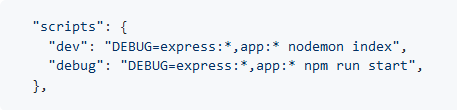 "scripts": {
"dev": "DEBUG=express:*,app:* nodemon index",
"debug": "DEBUG=express:*,app:* npm run start",
},